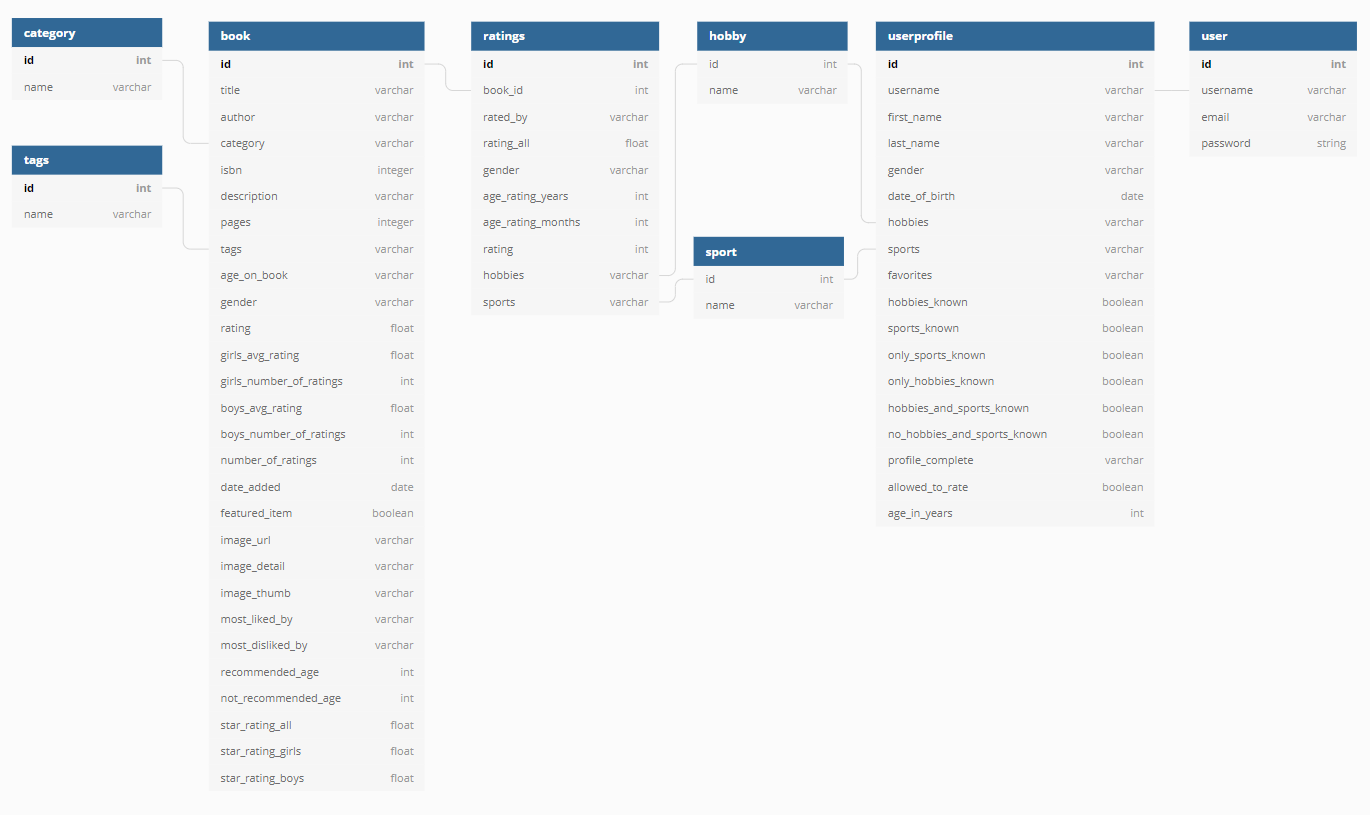 category
id int
name varchar
tags
id int
name varchar
book
id int
title varchar
author varchar
category varchar
isbn integer
description varchar
pages integer
tags varchar
age_on_book varchar
gender varchar
rating float
girls_avg_rating float
girls_number_of_ratings int
boys_avg_rating float
boys_number_of_ratings int
number_of_ratings int
date_added date
featured_item boolean
image_url varchar
image_detail varchar
image_thumb varchar
most_liked_by varchar
most_disliked_by varchar
recommended_age int
not_recommended_age int
star_rating_all float
star_rating_girls float
star_rating_boys float
ratings
id int
book_id int
rated_by varchar
rating_all float
gender varchar
age_rating_years int
age_rating_months int
rating int
hobbies varchar
sports varchar
hobby
id int
name varchar
sport
id int
name varchar
userprofile
id int
username varchar
first_name varchar
last_name varchar
gender varchar
date_of_birth date
hobbies varchar
sports varchar
favorites varchar
hobbies_known boolean
sports_known boolean
only_sports_known boolean
only_hobbies_known boolean
hobbies_and_sports_known boolean
no_hobbies_and_sports_known boolean
profile_complete varchar
allowed_to_rate boolean
age_in_years int
user
id int
username varchar
email varchar
password string